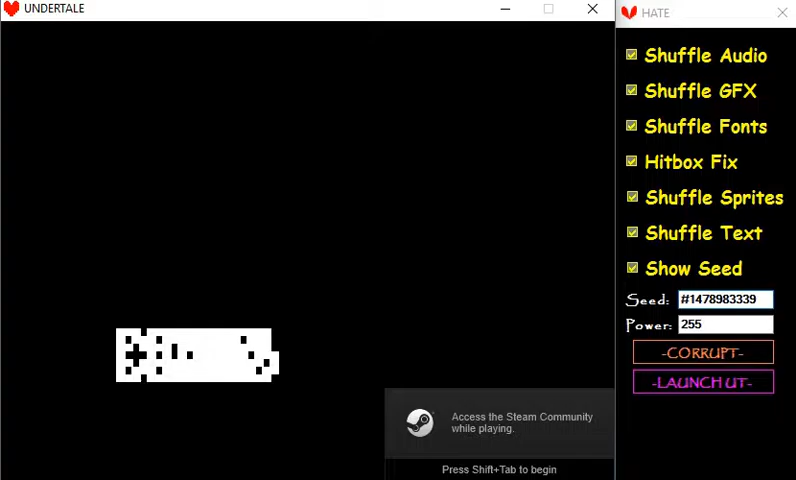 UNDERTALE
HATE
Shuffle Audio
Shuffle GFX
Shuffle Fonts
Hitbox Fix
Shuffle Sprites
Shuffle Text
Show Seed
Seed: #1478983339
Power: 255
-CORRUPT-
-LAUNCH UT-
Access the Steam Community
while playing.
Press Shift+Tab to begin